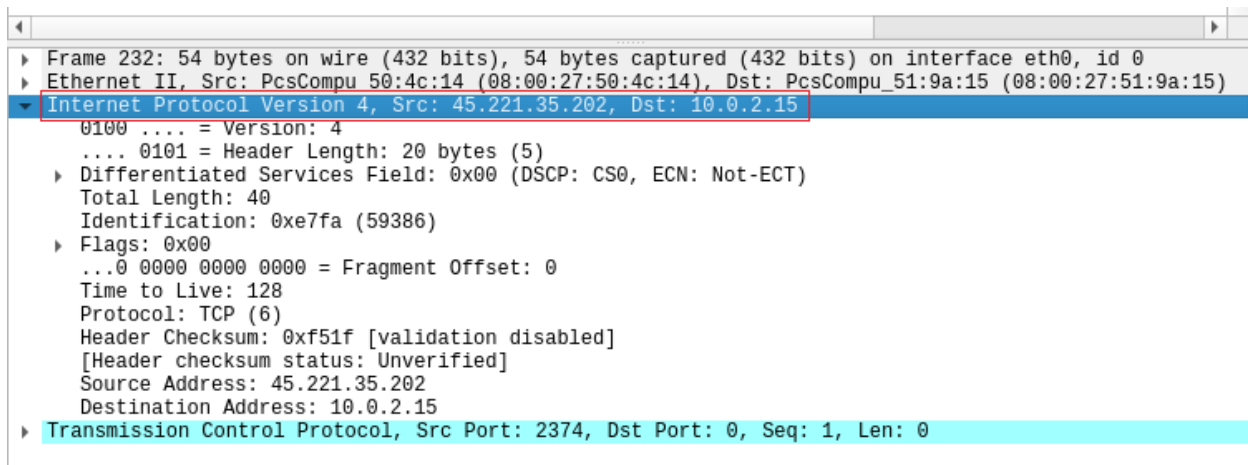 Frame 232: 54 bytes on wire (432 bits), 54 bytes captured (432 bits) on interface eth0, id 0
Ethernet II, Src: PcsCompu 50:4c:14 (08:00:27:50:4c:14), Dst: PcsCompu_51:9a:15 (08:00:27:51:9a:15)
Internet Protocol Version 4, Src: 45.221.35.202, Dst: 10.0.2.15
0100 .... = Version: 4
.... 0101 = Header Length: 20 bytes (5)
Differentiated Services Field: 0x00 (DSCP: CS0, ECN: Not-ECT)
Total Length: 40
Identification: 0xe7fa (59386)
Flags: 0x00
...0 0000 0000 0000 = Fragment Offset: 0
Time to Live: 128
Protocol: TCP (6)
Header Checksum: 0xf51f [validation disabled]
[Header checksum status: Unverified]
Source Address: 45.221.35.202
Destination Address: 10.0.2.15
Transmission Control Protocol, Src Port: 2374, Dst Port: 0, Seq: 1, Len: 0